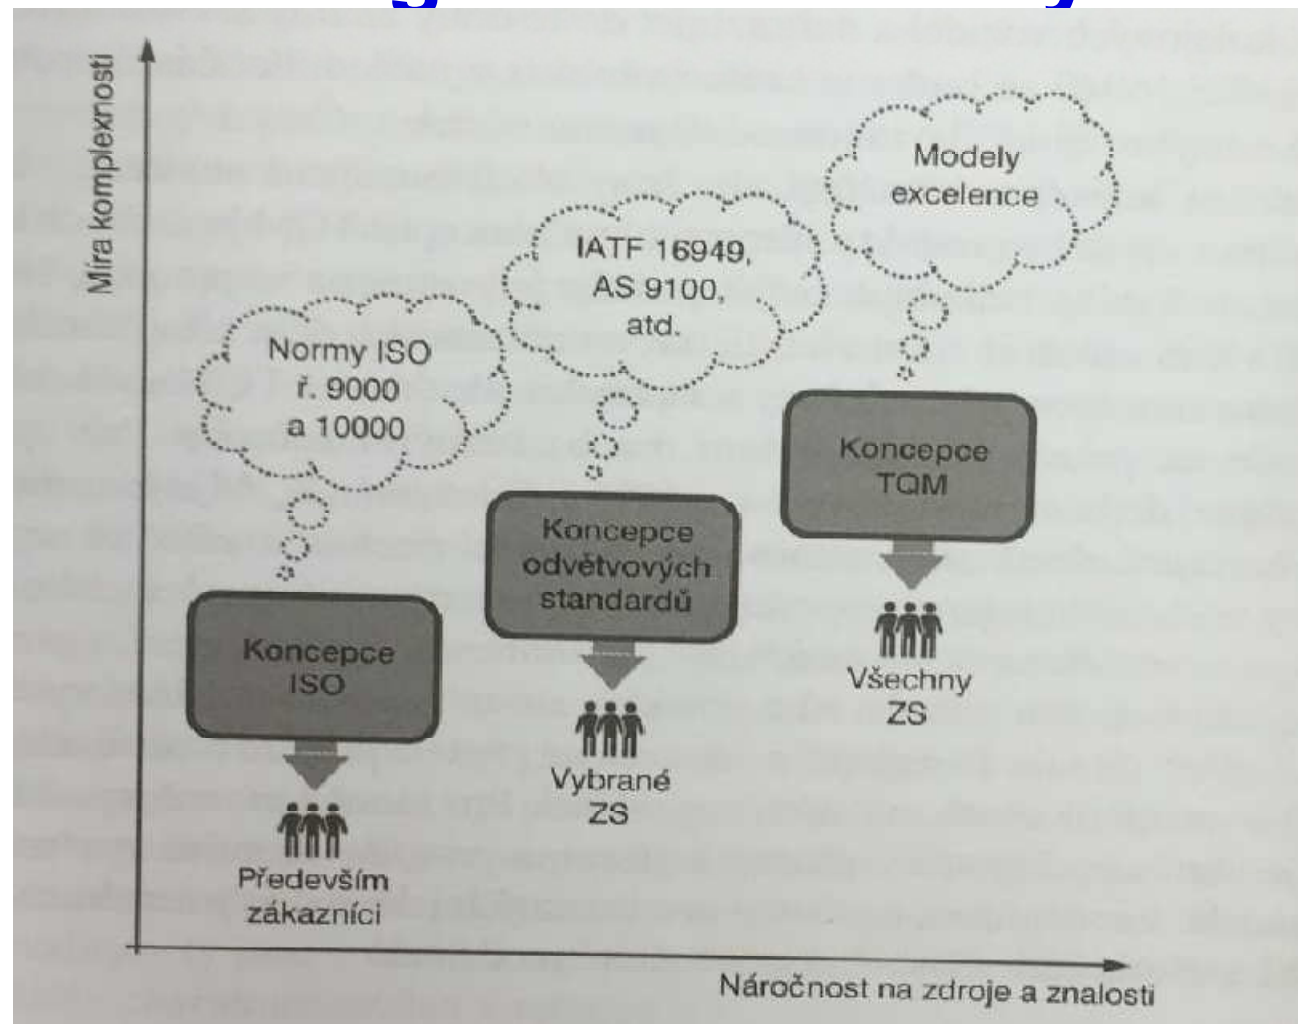 Míra komplexnosti
Modely
excelence
IATF 16949,
AS 9100,
atd.
Normy ISO
ř. 9000
a 10000
Koncepce
TQM
Koncepce
odvětvových
standardů
Koncepce
ISO
Všechny
ZS
Vybrané
ZS
Především
zákazníci
Náročnost na zdroje a znalosti